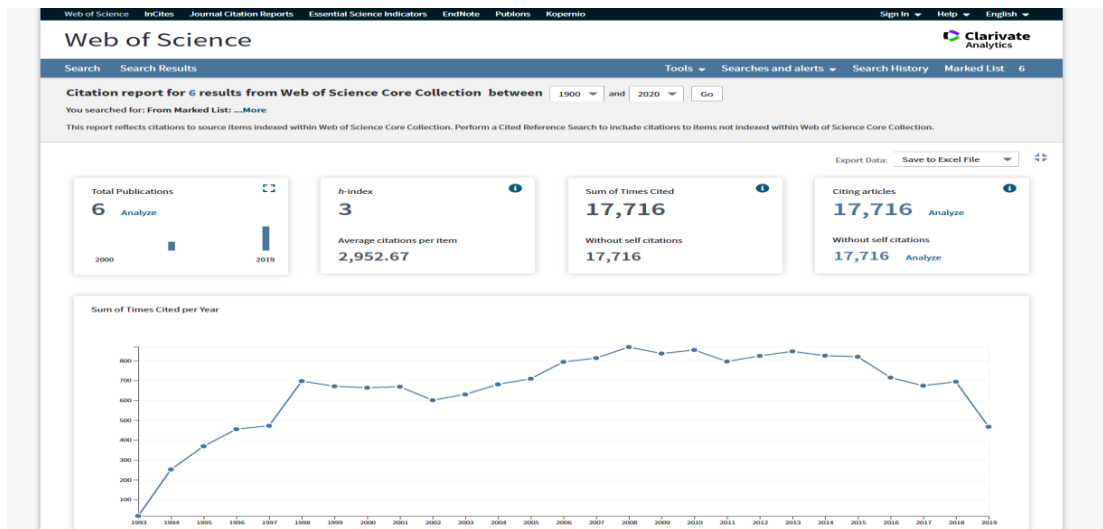 Web of Science InCites Journal Citation Reports Essential Science Indicators EndNote Publons Kopernio Sign In Help English
Web of Science
Clarivate
Analytics
Search Search Results Tools Searches and alerts Search History Marked List 6
Citation report for 6 results from Web of Science Core Collection between 1900 and 2020 Go
You searched for: From Marked List: ...More
This report reflects citations to source items indexed within Web of Science Core Collection. Perform a Cited Reference Search to include citations to items not indexed within Web of Science Core Collection.
Export Data: Save to Excel File
Total Publications
6 Analyze
2000 2019
h-index
3
Average citations per item
2,952.67
Sum of Times Cited
17,716
Without self citations
17,716
Citing articles
17,716 Analyze
Without self citations
17,716 Analyze
Sum of Times Cited per Year
800
700
600
500
400
300
200
100
1993 1994 1995 1996 1997 1998 1999 2000 2001 2002 2003 2004 2005 2006 2007 2008 2009 2010 2011 2012 2013 2014 2015 2016 2017 2018 2019